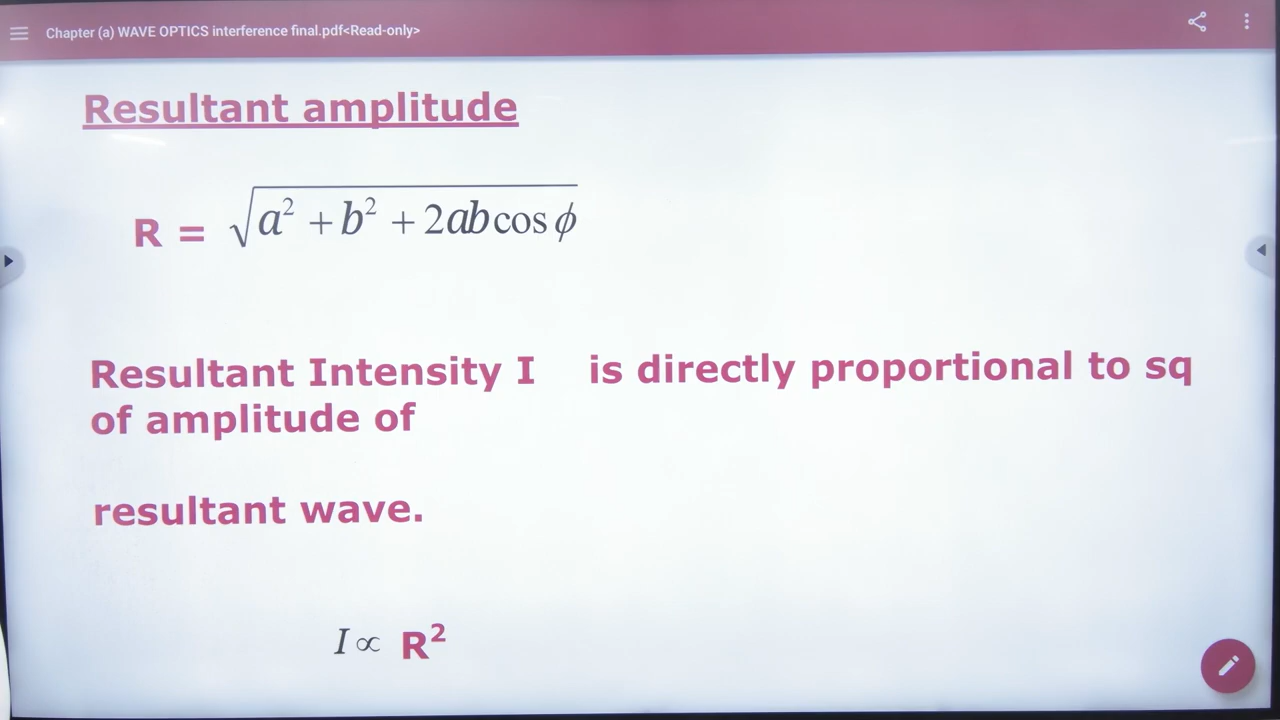 Chapter (a) WAVE OPTICS interference final.pdf<Read-only>
Resultant amplitude
R = √a² + b² + 2ab cos ϕ
Resultant Intensity I is directly proportional to sq
of amplitude of
resultant wave.
I ∝ R²